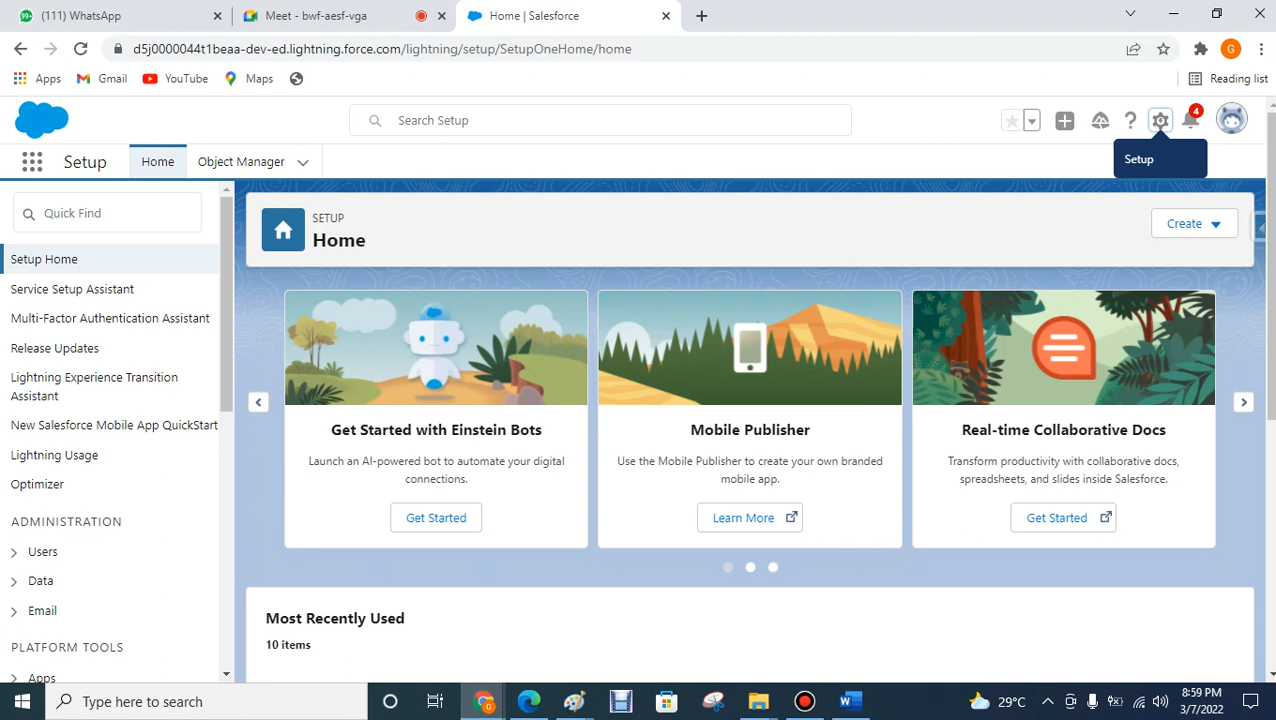 (111) WhatsApp
Meet - bwf-aesf-vga
Home | Salesforce
d5j0000044t1beaa-dev-ed.lightning.force.com/lightning/setup/SetupOneHome/home
G
Apps
Gmail
YouTube
Maps
Reading list
Search Setup
4
Setup
Home
Object Manager
Setup
Quick Find
Setup Home
Service Setup Assistant
Multi-Factor Authentication Assistant
Release Updates
Lightning Experience Transition
Assistant
New Salesforce Mobile App QuickStart
Lightning Usage
Optimizer
ADMINISTRATION
Users
Data
Email
PLATFORM TOOLS
Apps
SETUP
Home
Create
Get Started with Einstein Bots
Launch an AI-powered bot to automate your digital
connections.
Get Started
Mobile Publisher
Use the Mobile Publisher to create your own branded
mobile app.
Learn More
Real-time Collaborative Docs
Transform productivity with collaborative docs,
spreadsheets, and slides inside Salesforce.
Get Started
Most Recently Used
10 items
Type here to search
29°C
8:59 PM
3/7/2022